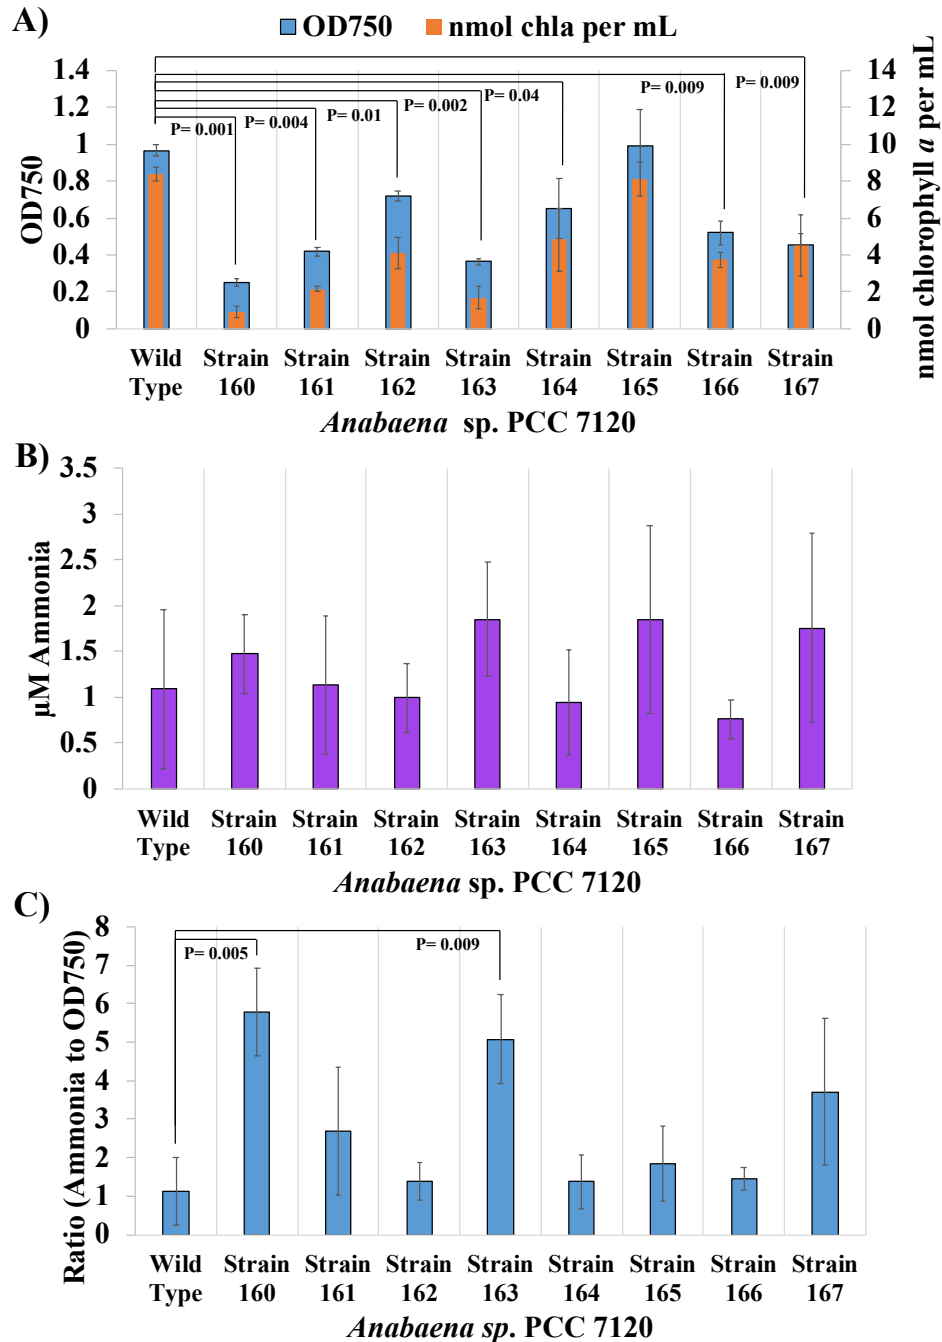 A)
OD750 nmol chla per mL
OD750
nmol chlorophyll a per mL
1.4
1.2
1
0.8
0.6
0.4
0.2
0
14
12
10
8
6
4
2
0
P= 0.001
P= 0.004
P= 0.01
P= 0.002
P= 0.04
P= 0.009
P= 0.009
Wild Type
Strain 160
Strain 161
Strain 162
Strain 163
Strain 164
Strain 165
Strain 166
Strain 167
Anabaena sp. PCC 7120
B)
µM Ammonia
3.5
3
2.5
2
1.5
1
0.5
0
Wild Type
Strain 160
Strain 161
Strain 162
Strain 163
Strain 164
Strain 165
Strain 166
Strain 167
Anabaena sp. PCC 7120
C)
Ratio (Ammonia to OD750)
8
7
6
5
4
3
2
1
0
P= 0.005
P= 0.009
Wild Type
Strain 160
Strain 161
Strain 162
Strain 163
Strain 164
Strain 165
Strain 166
Strain 167
Anabaena sp. PCC 7120